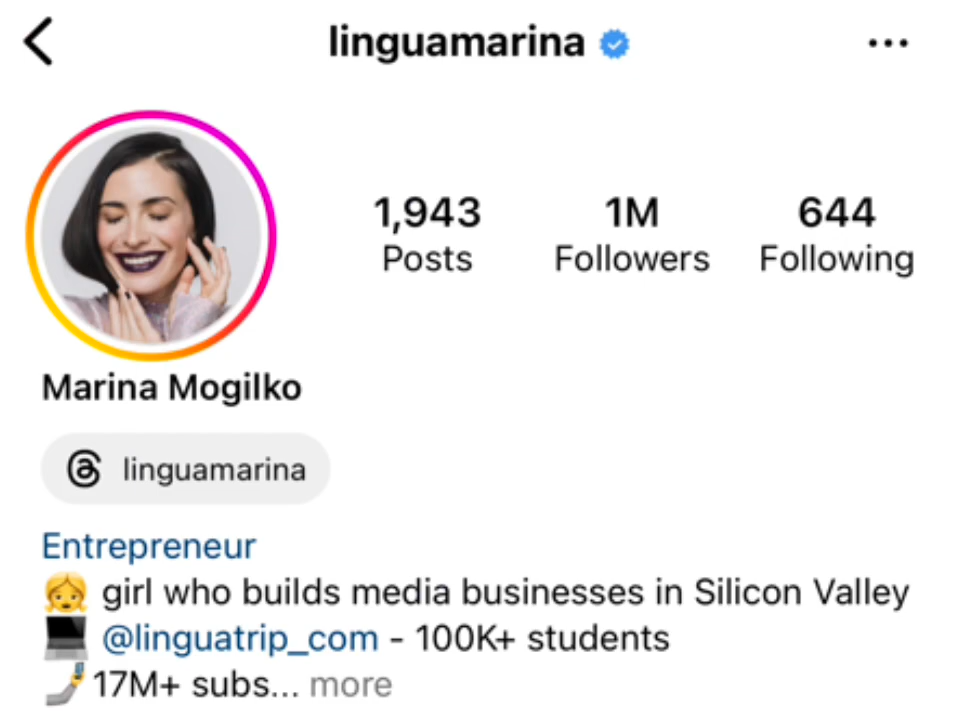 linguamarina
1,943 1M 644
Posts Followers Following
Marina Mogilko
linguamarina
Entrepreneur
👧 girl who builds media businesses in Silicon Valley
💻 @linguatrip_com - 100K+ students
🤳 17M+ subs... more